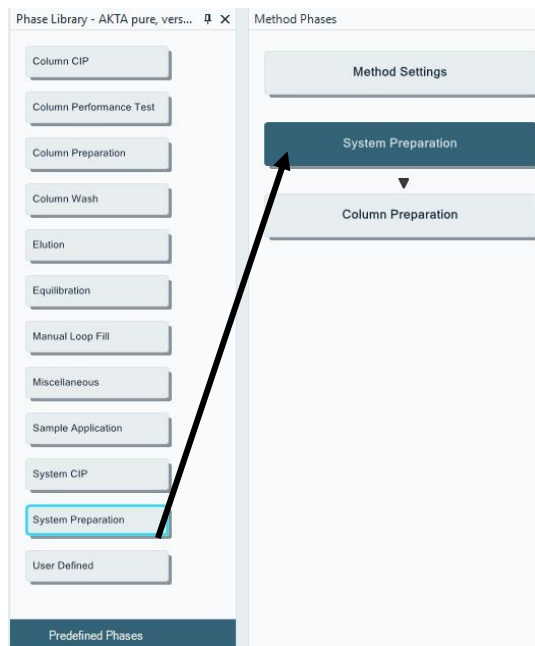 Phase Library - AKTA pure, vers...
Column CIP
Column Performance Test
Column Preparation
Column Wash
Elution
Equilibration
Manual Loop Fill
Miscellaneous
Sample Application
System CIP
System Preparation
User Defined
Predefined Phases
Method Phases
Method Settings
System Preparation
Column Preparation